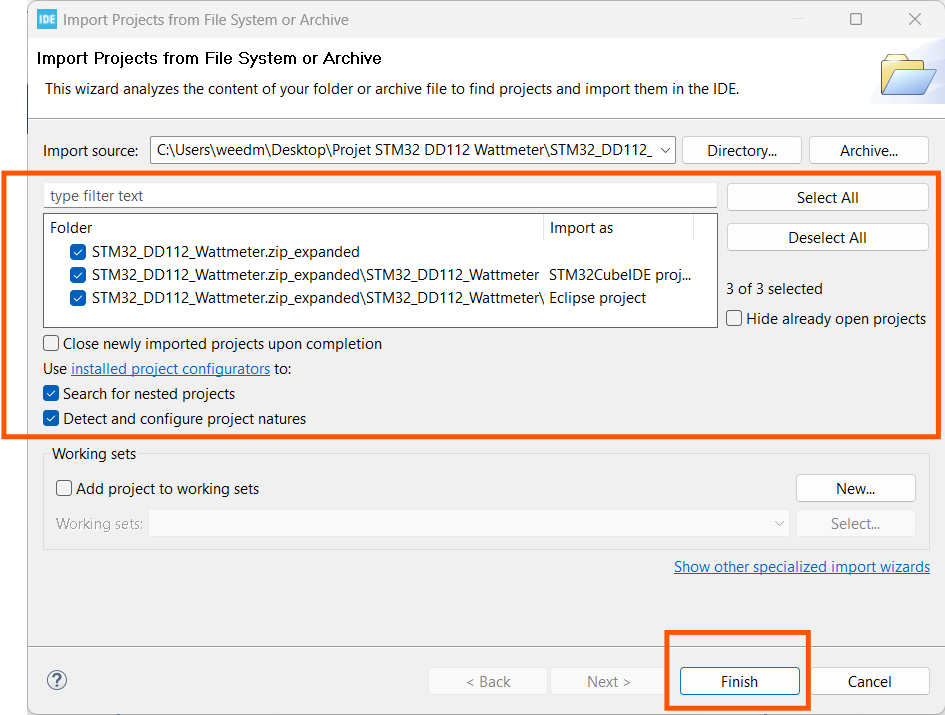 IDE Import Projects from File System or Archive
Import Projects from File System or Archive
This wizard analyzes the content of your folder or archive file to find projects and import them in the IDE.
Import source: C:\Users\weedm\Desktop\Projet STM32 DD112 Wattmeter\STM32_DD112_ Directory... Archive...
type filter text Select All
Folder Import as
Deselect All
STM32_DD112_Wattmeter.zip_expanded
STM32_DD112_Wattmeter.zip_expanded\STM32_DD112_Wattmeter STM32CubeIDE proj...
3 of 3 selected
STM32_DD112_Wattmeter.zip_expanded\STM32_DD112_Wattmeter\ Eclipse project
Hide already open projects
Close newly imported projects upon completion
Use installed project configurators to:
Search for nested projects
Detect and configure project natures
Working sets
Add project to working sets New...
Working sets: Select...
Show other specialized import wizards
? < Back Next > Finish Cancel